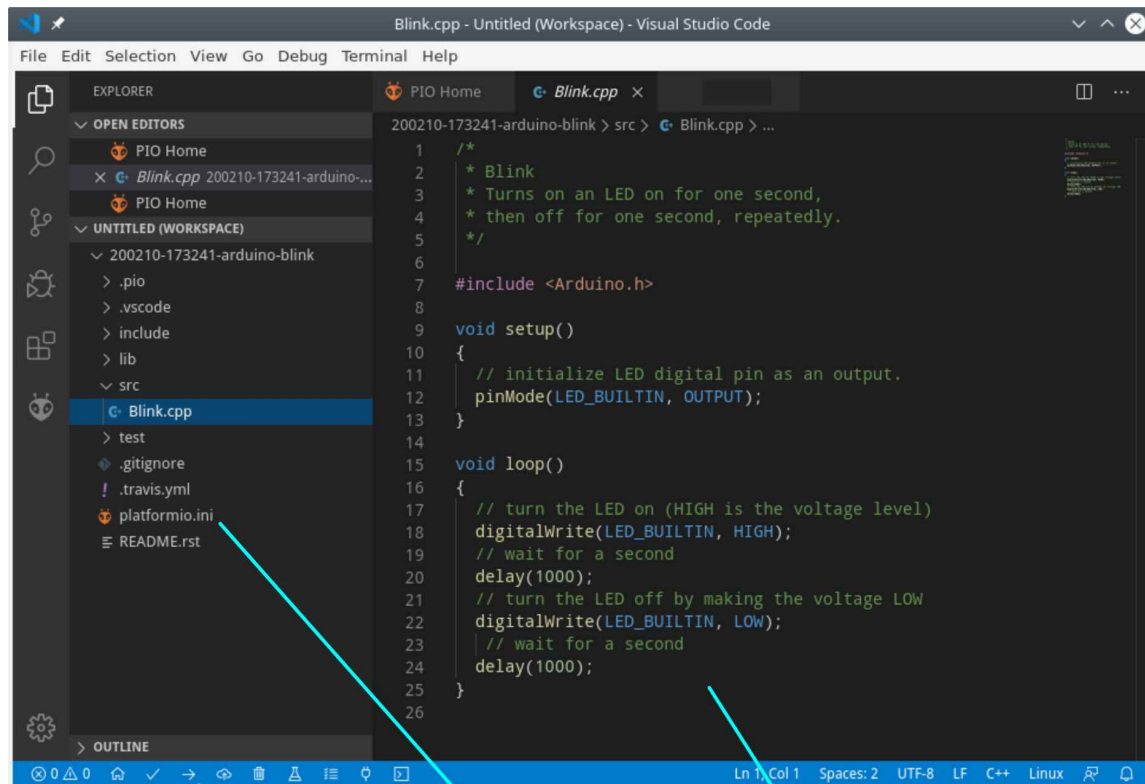 Blink.cpp - Untitled (Workspace) - Visual Studio Code
File Edit Selection View Go Debug Terminal Help
EXPLORER
OPEN EDITORS
PIO Home
Blink.cpp 200210-173241-arduino-...
PIO Home
UNTITLED (WORKSPACE)
200210-173241-arduino-blink
.pio
.vscode
include
lib
src
Blink.cpp
test
.gitignore
.travis.yml
platformio.ini
README.rst
OUTLINE
PIO Home Blink.cpp
200210-173241-arduino-blink > src > Blink.cpp > ...
1 /*
2  * Blink
3  * Turns on an LED on for one second,
4  * then off for one second, repeatedly.
5  */
6
7 #include <Arduino.h>
8
9 void setup()
10 {
11   // initialize LED digital pin as an output.
12   pinMode(LED_BUILTIN, OUTPUT);
13 }
14
15 void loop()
16 {
17   // turn the LED on (HIGH is the voltage level)
18   digitalWrite(LED_BUILTIN, HIGH);
19   // wait for a second
20   delay(1000);
21   // turn the LED off by making the voltage LOW
22   digitalWrite(LED_BUILTIN, LOW);
23    // wait for a second
24   delay(1000);
25 }
26
0 0 Ln 1, Col 1 Spaces: 2 UTF-8 LF C++ Linux